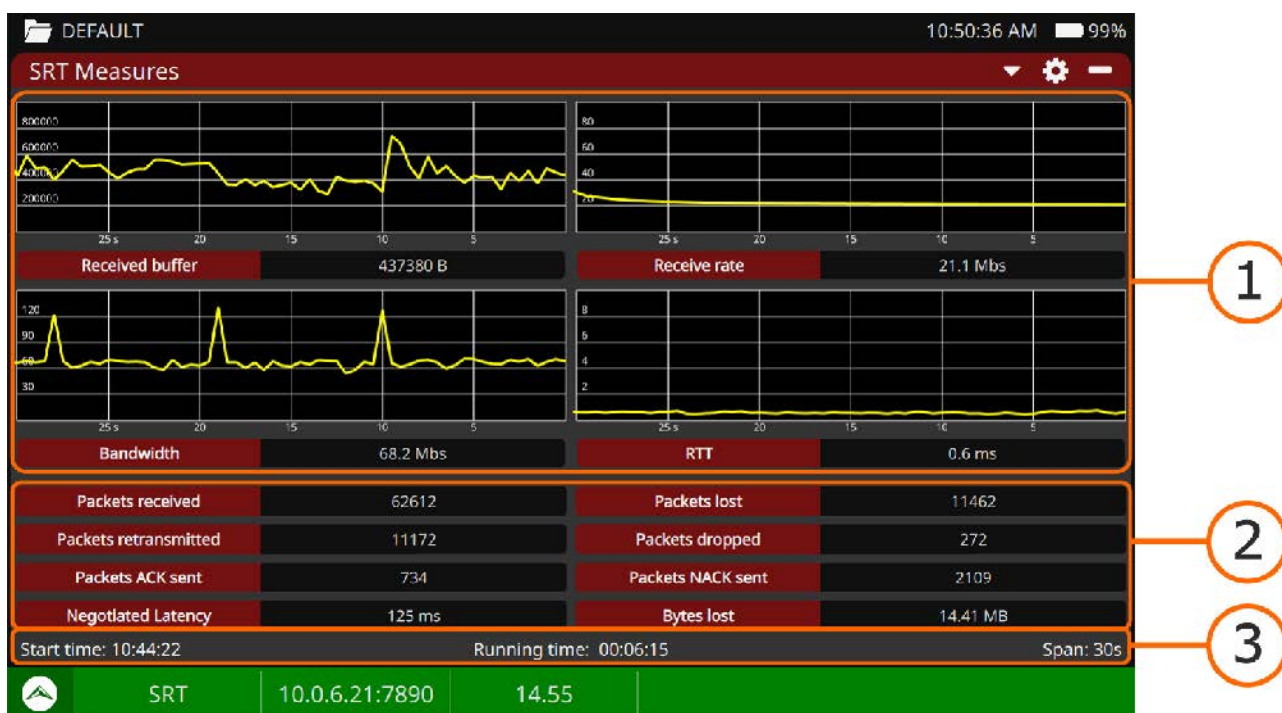 DEFAULT 10:50:36 AM 99%
SRT Measures
800000
600000
400000
200000
25 s 20 15 10 5
80
60
40
20
25 s 20 15 10 5
Received buffer 437380 B Receive rate 21.1 Mbs
1
120
90
60
30
25 s 20 15 10 5
8
6
4
2
25 s 20 15 10 5
Bandwidth 68.2 Mbs RTT 0.6 ms
Packets received 62612 Packets lost 11462
Packets retransmitted 11172 Packets dropped 272
2
Packets ACK sent 734 Packets NACK sent 2109
Negotiated Latency 125 ms Bytes lost 14.41 MB
Start time: 10:44:22 Running time: 00:06:15 Span: 30s
3
SRT 10.0.6.21:7890 14.55